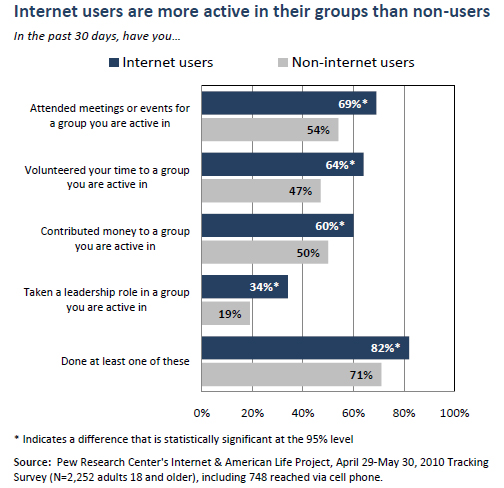 Internet users are more active in their groups than non-users
In the past 30 days, have you…
Internet users
Non-internet users
Attended meetings or events for
a group you are active in
69%*
54%
Volunteered your time to a group
you are active in
64%*
47%
Contributed money to a group
you are active in
60%*
50%
Taken a leadership role in a group
you are active in
34%*
19%
Done at least one of these
82%*
71%
0%
20%
40%
60%
80%
100%
* Indicates a difference that is statistically significant at the 95% level
Source: Pew Research Center's Internet & American Life Project, April 29-May 30, 2010 Tracking
Survey (N=2,252 adults 18 and older), including 748 reached via cell phone.